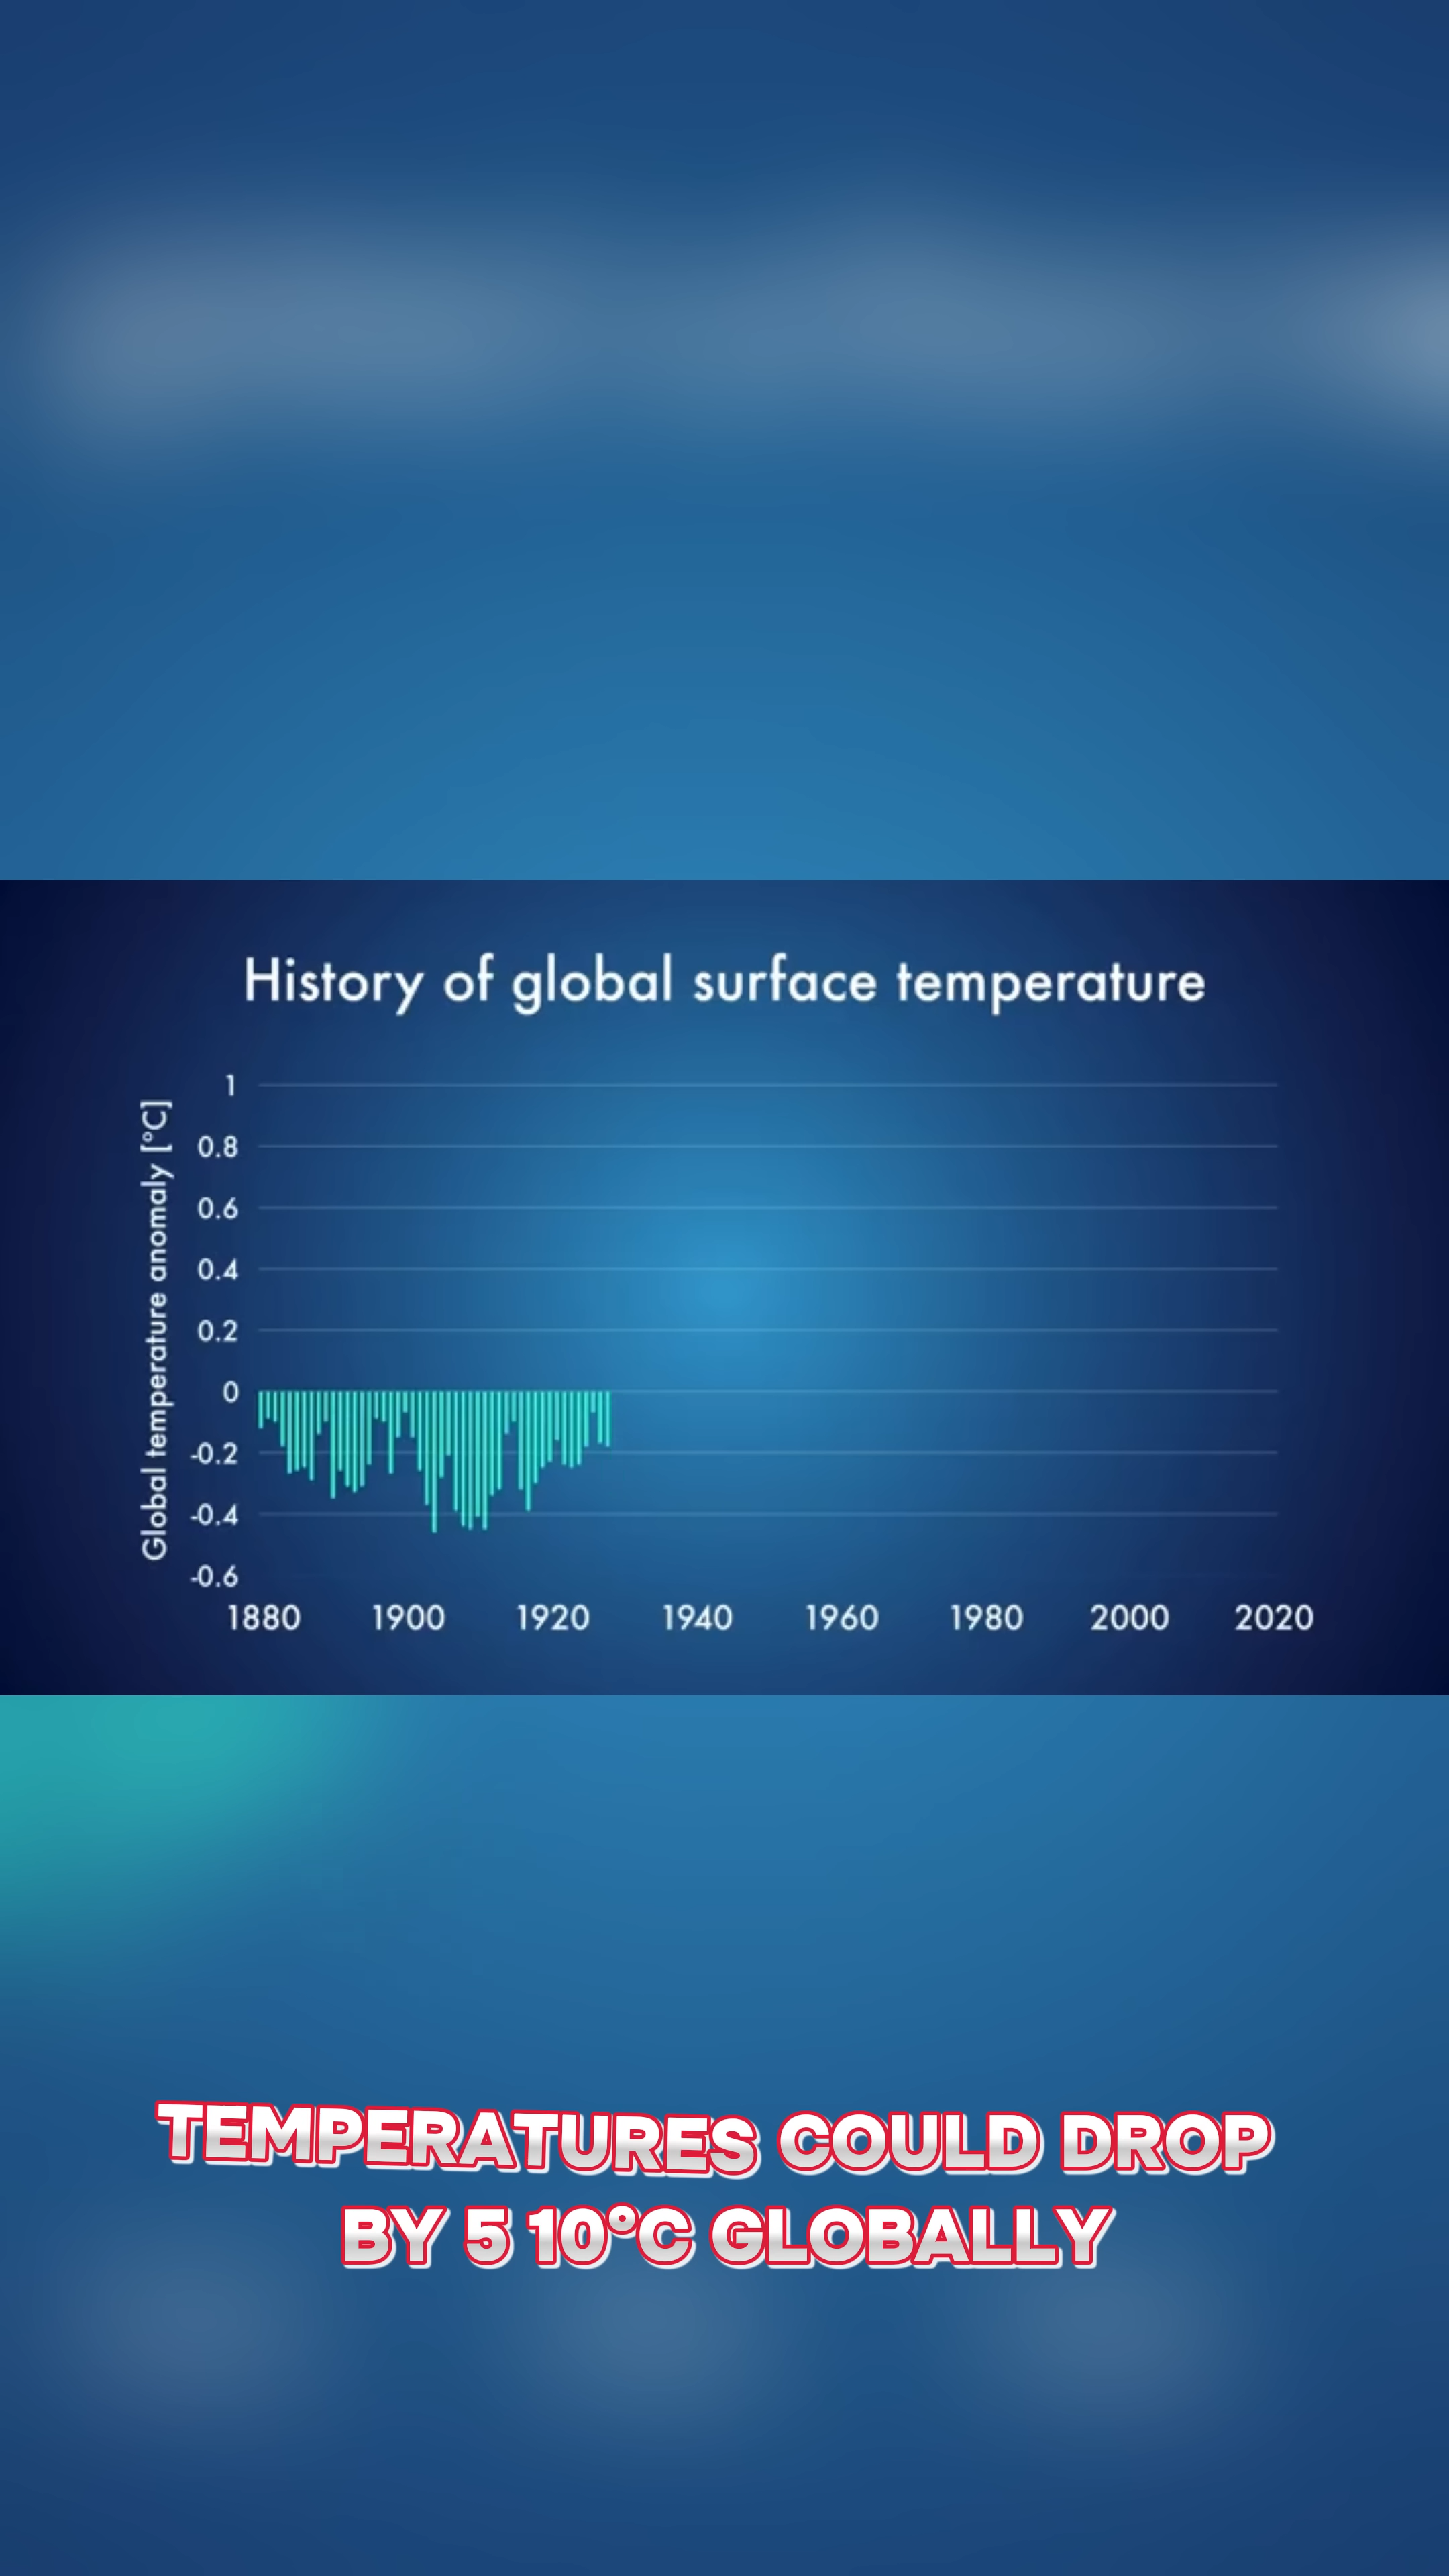 History of global surface temperature
Global temperature anomaly [°C]
1
0.8
0.6
0.4
0.2
0
-0.2
-0.4
-0.6
1880 1900 1920 1940 1960 1980 2000 2020
TEMPERATURES COULD DROP
BY 5 10°C GLOBALLY